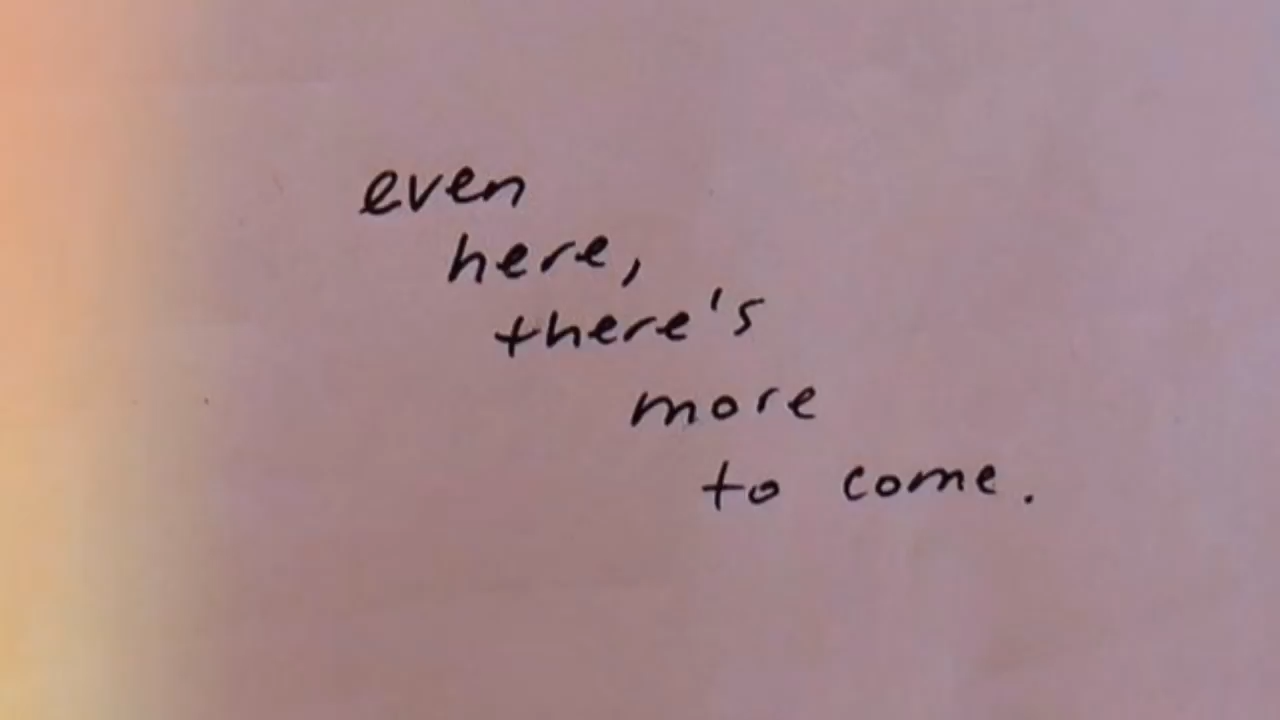 even
here,
there's
more
to come.